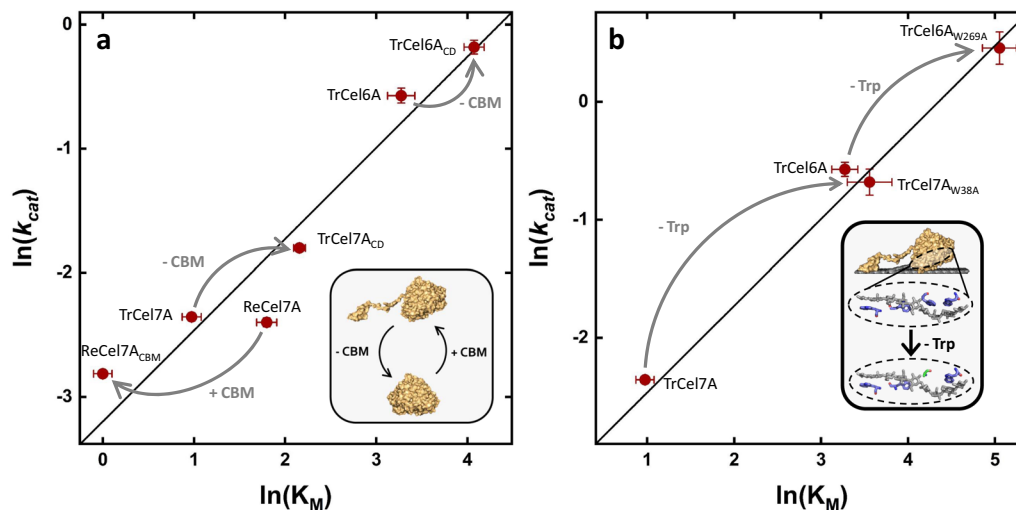 a
0
-1
-2
-3
ln(kcat)
0
1
2
3
4
ln(KM)
TrCel6ACD
TrCel6A
- CBM
TrCel7ACD
- CBM
TrCel7A
ReCel7A
ReCel7ACBM
+ CBM
- CBM
+ CBM
b
0
-1
-2
ln(kcat)
1
2
3
4
5
ln(KM)
TrCel6AW269A
- Trp
TrCel6A
TrCel7AW38A
- Trp
TrCel7A
- Trp